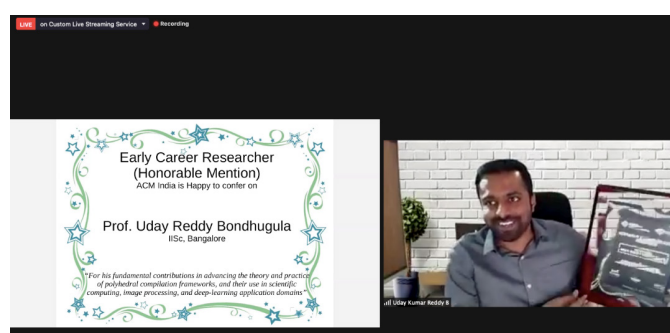 LIVE on Custom Live Streaming Service Recording
Early Career Researcher
(Honorable Mention)
ACM India is Happy to confer on
Prof. Uday Reddy Bondhugula
IISc, Bangalore
"For his fundamental contributions in advancing the theory and practice
of polyhedral compilation frameworks, and their use in scientific
computing, image processing, and deep-learning application domains"
Uday Kumar Reddy B